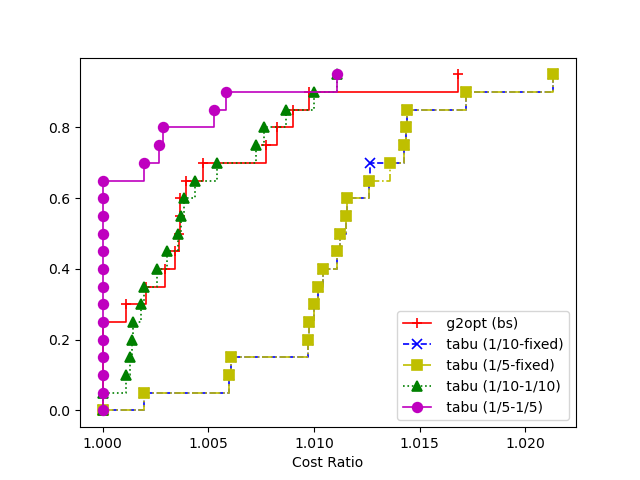 0.8
0.6
0.4
0.2
0.0
1.000 1.005 1.010 1.015 1.020
Cost Ratio
g2opt (bs)
tabu (1/10-fixed)
tabu (1/5-fixed)
tabu (1/10-1/10)
tabu (1/5-1/5)